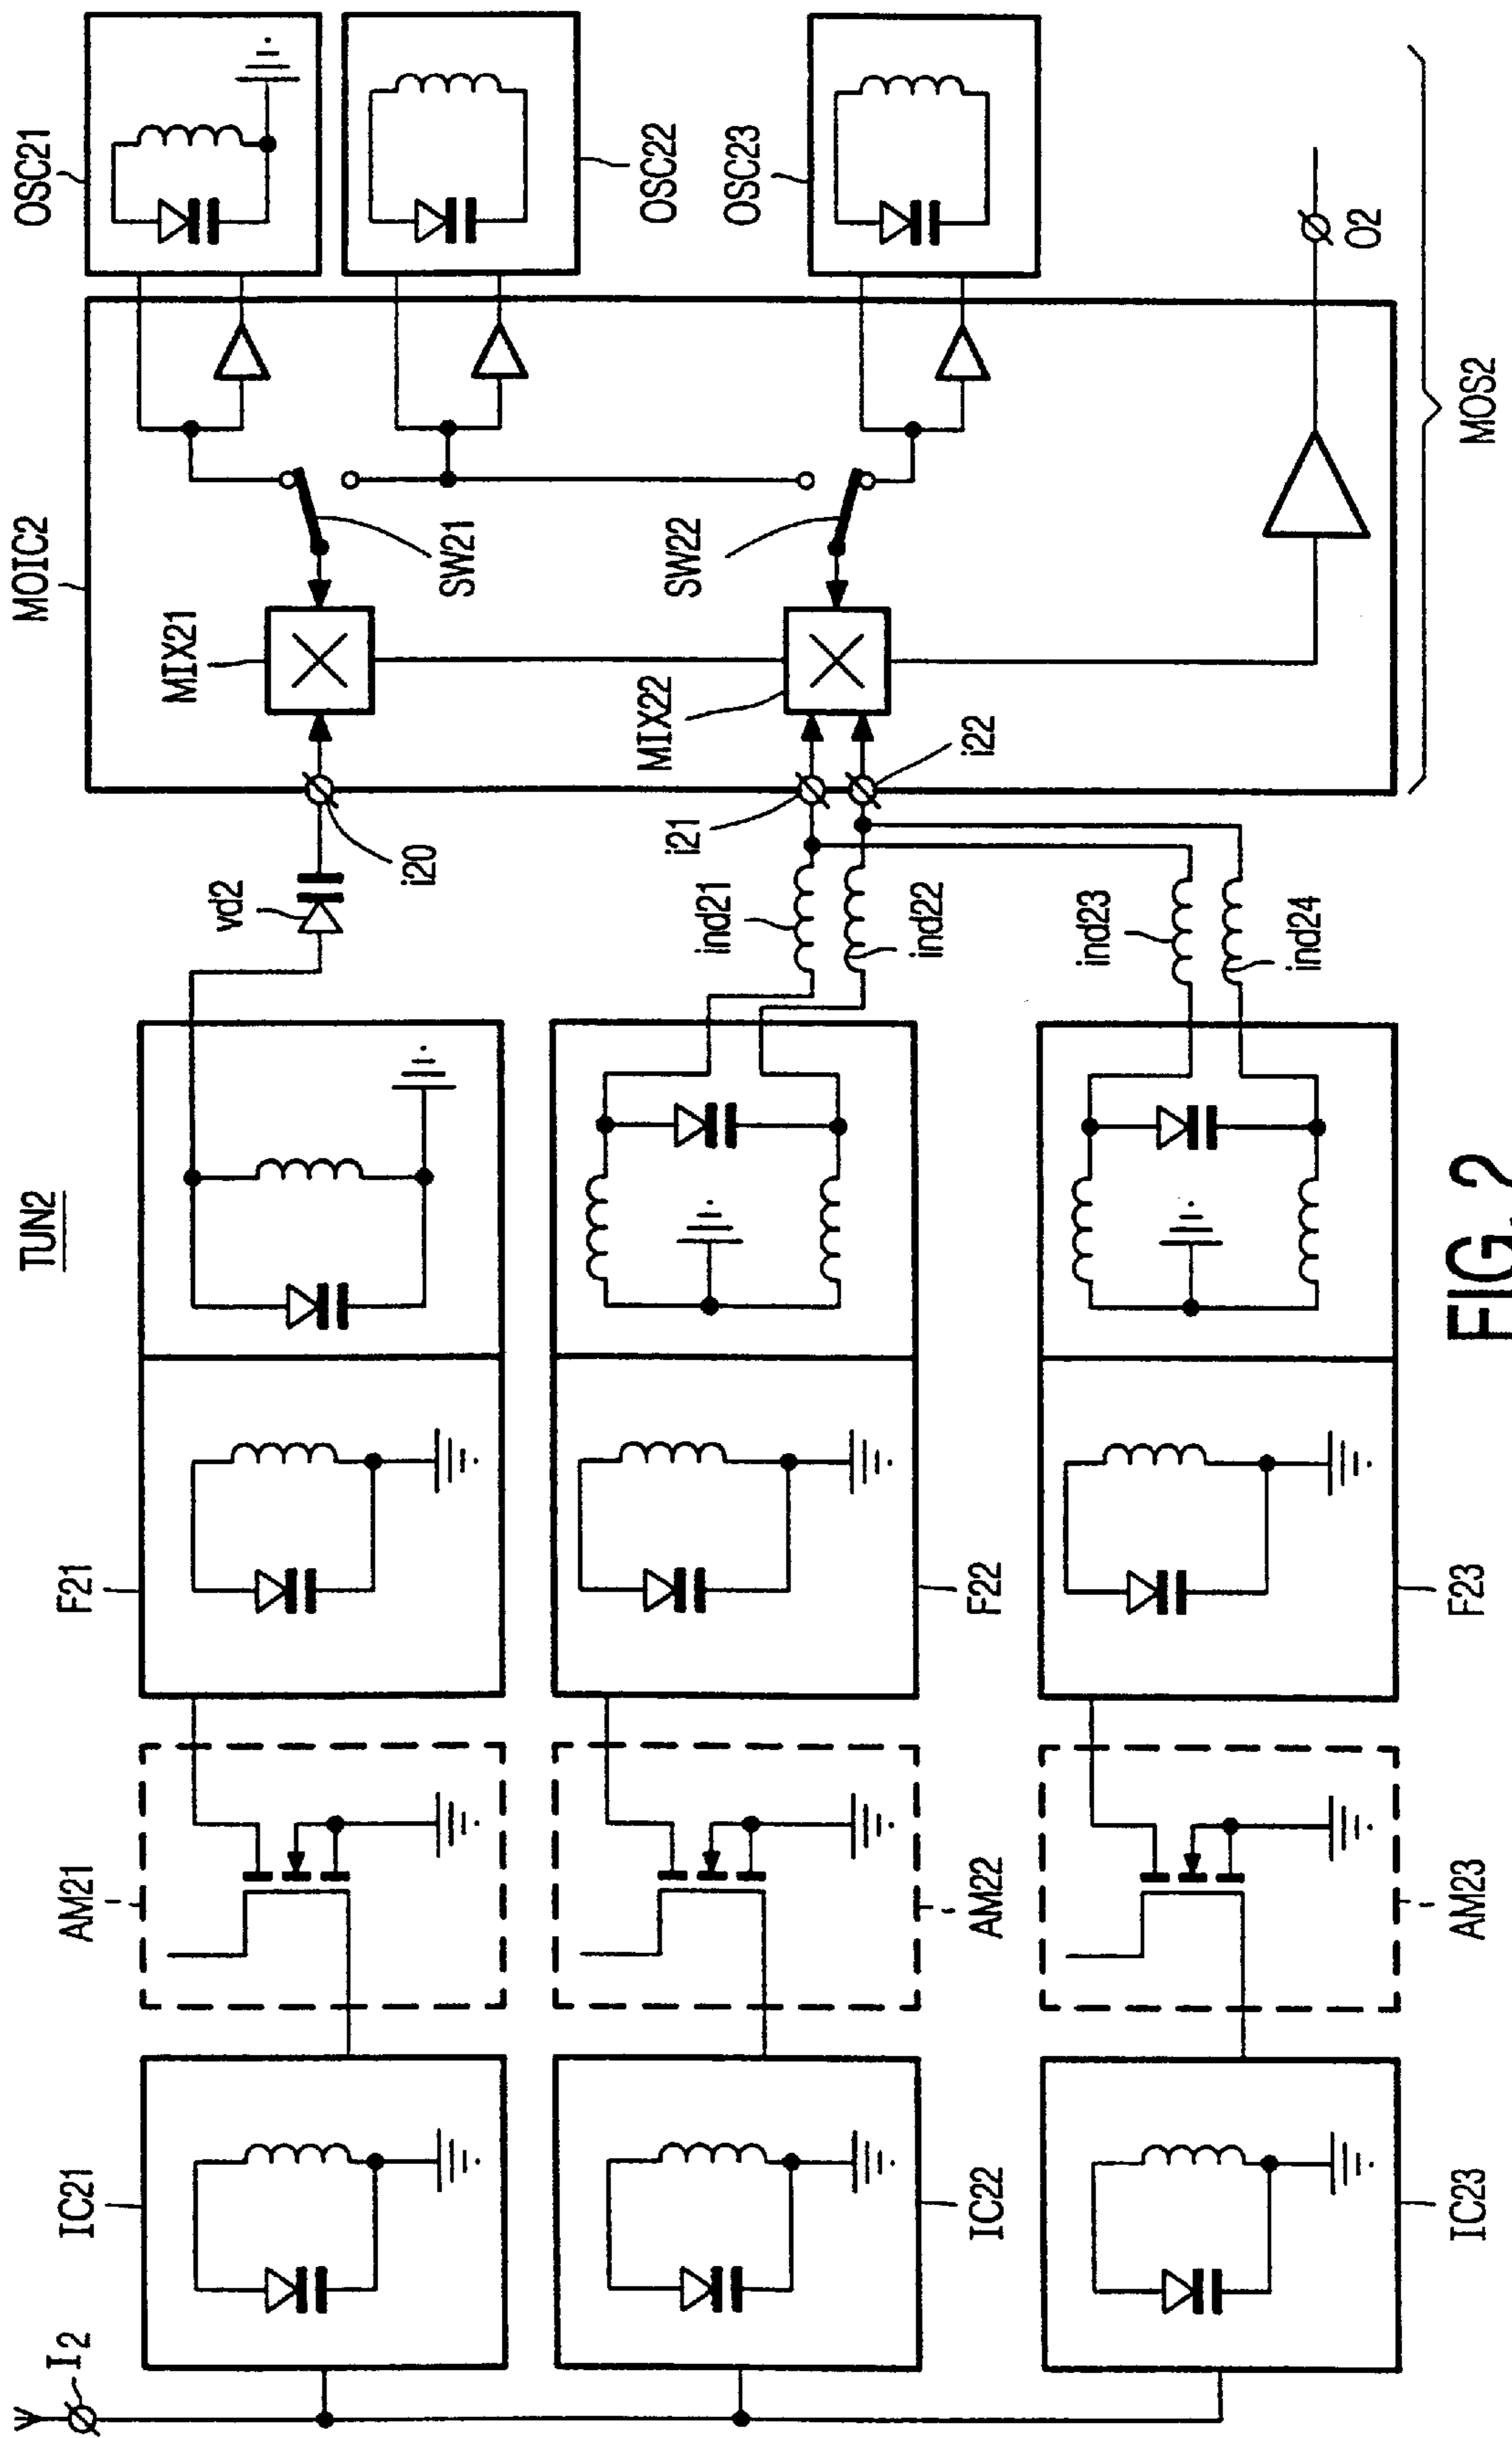 TUN2
I2
IC21
AM21
F21
vd2
i20
MOIC2
MIX21
SW21
OSC21
OSC22
IC22
AM22
F22
ind21
ind22
i21
i22
MIX22
SW22
OSC23
IC23
AM23
F23
ind23
ind24
O2
MOS2
FIG. 2